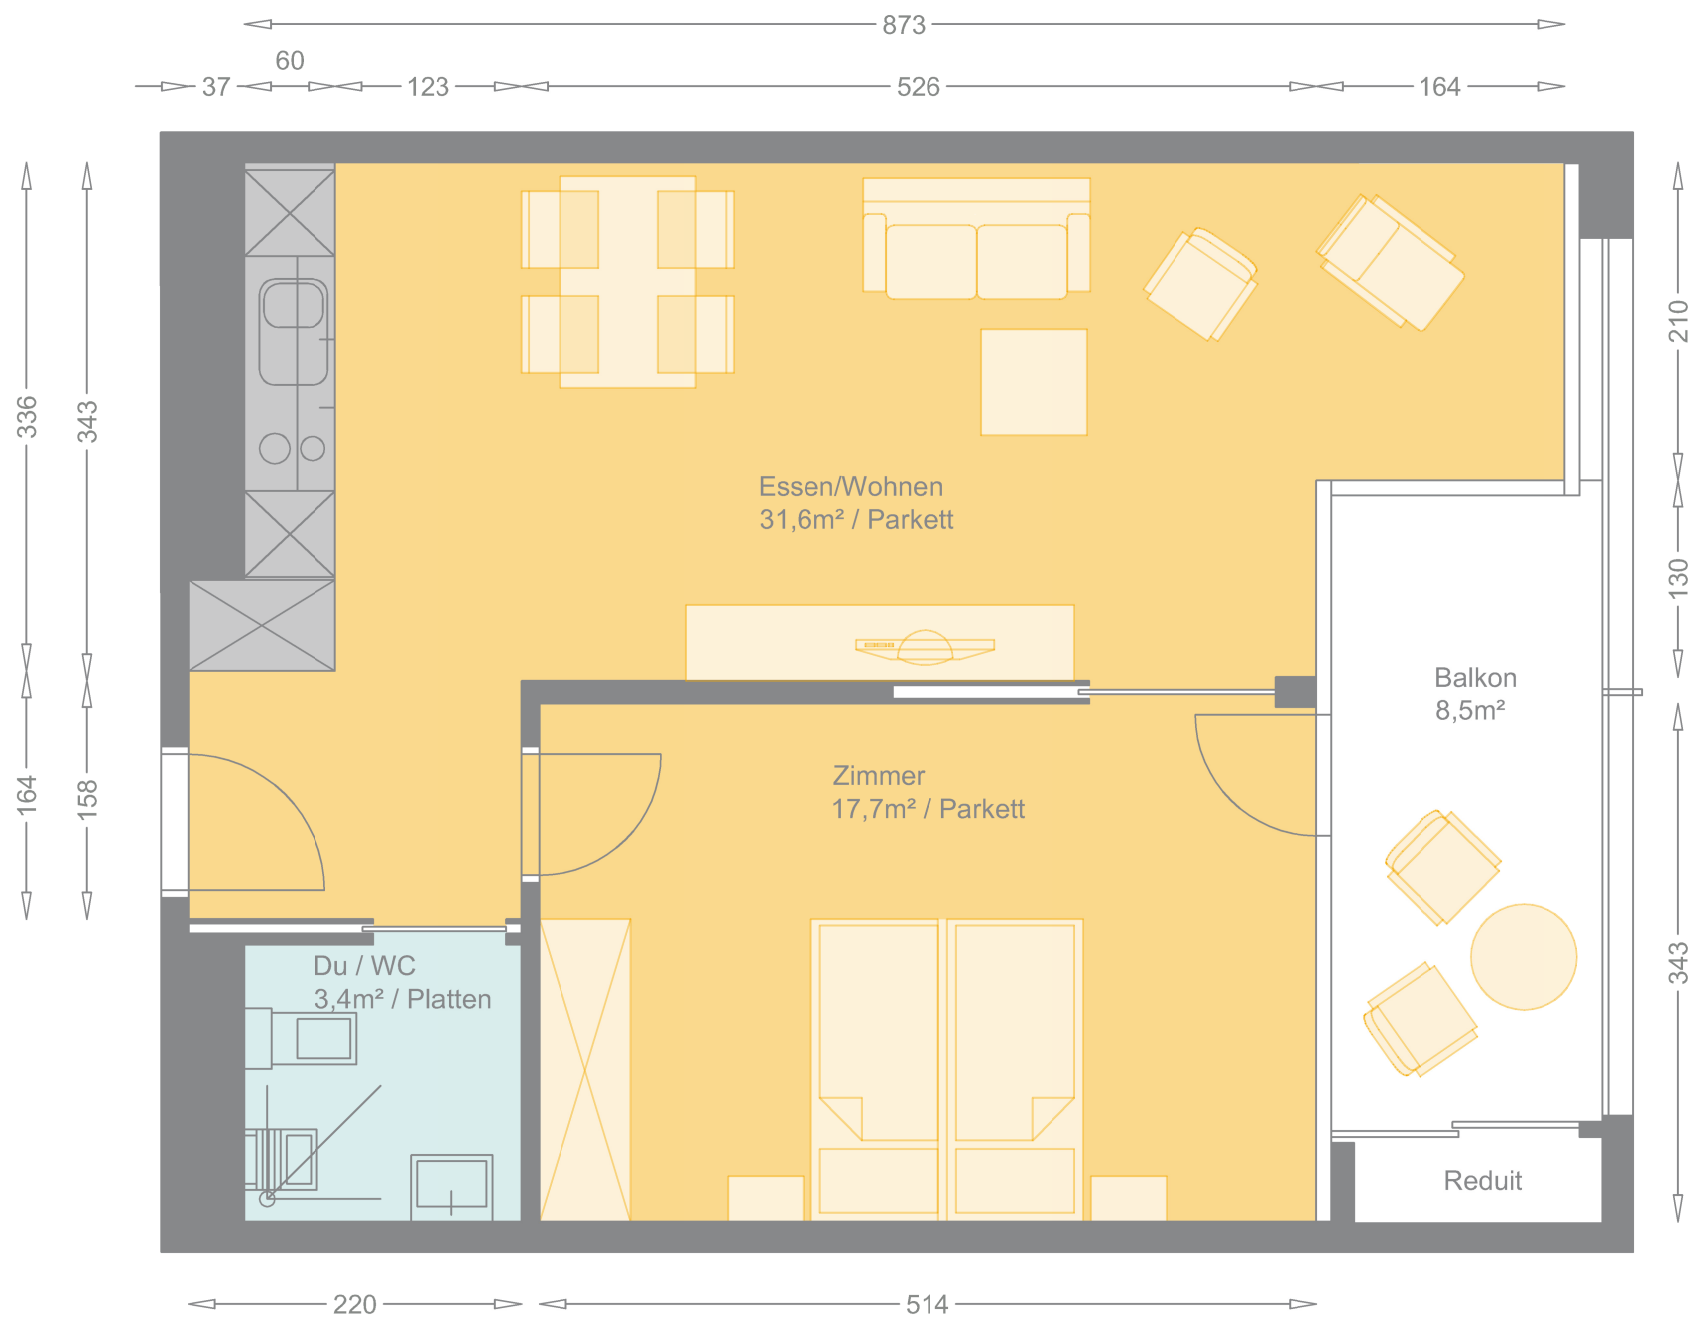 873
60
37
123
526
164
336
343
210
Essen/Wohnen
31,6m² / Parkett
130
Balkon
8,5m²
164
158
Zimmer
17,7m² / Parkett
343
Du / WC
3,4m² / Platten
Reduit
220
514